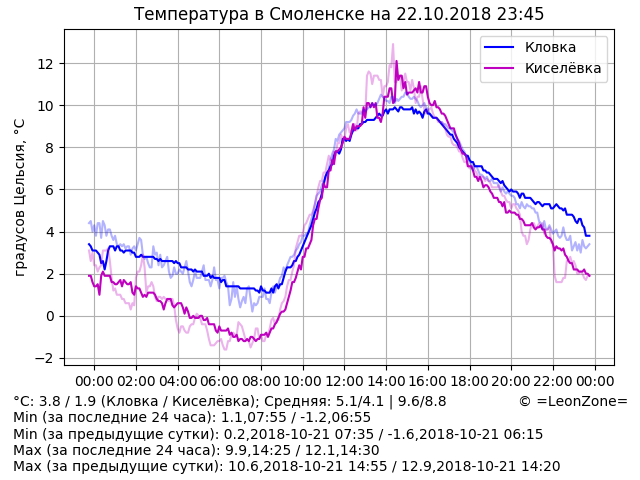 Температура в Смоленске на 22.10.2018 23:45
градусов Цельсия, °C
12
10
8
6
4
2
0
−2
Кловка
Киселёвка
00:00 02:00 04:00 06:00 08:00 10:00 12:00 14:00 16:00 18:00 20:00 22:00 00:00
°C: 3.8 / 1.9 (Кловка / Киселёвка); Средняя: 5.1/4.1 | 9.6/8.8 © =LeonZone=
Min (за последние 24 часа): 1.1,07:55 / -1.2,06:55
Min (за предыдущие сутки): 0.2,2018-10-21 07:35 / -1.6,2018-10-21 06:15
Max (за последние 24 часа): 9.9,14:25 / 12.1,14:30
Max (за предыдущие сутки): 10.6,2018-10-21 14:55 / 12.9,2018-10-21 14:20